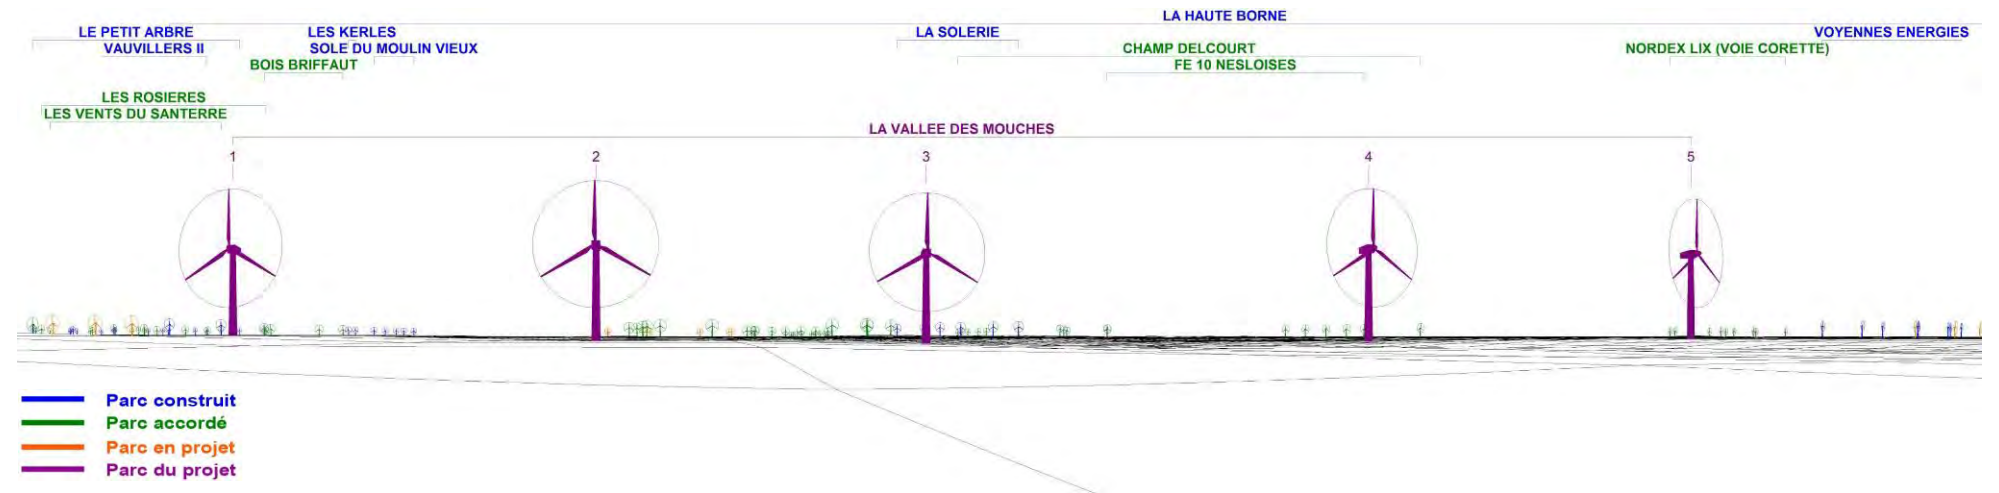 LA HAUTE BORNE
LE PETIT ARBRE LES KERLES LA SOLERIE VOYENNES ENERGIES
VAUVILLERS II SOLE DU MOULIN VIEUX CHAMP DELCOURT NORDEX LIX (VOIE CORETTE)
BOIS BRIFFAUT FE 10 NESLOISES
LES ROSIERES
LES VENTS DU SANTERRE
LA VALLEE DES MOUCHES
1 2 3 4 5
Parc construit
Parc accordé
Parc en projet
Parc du projet